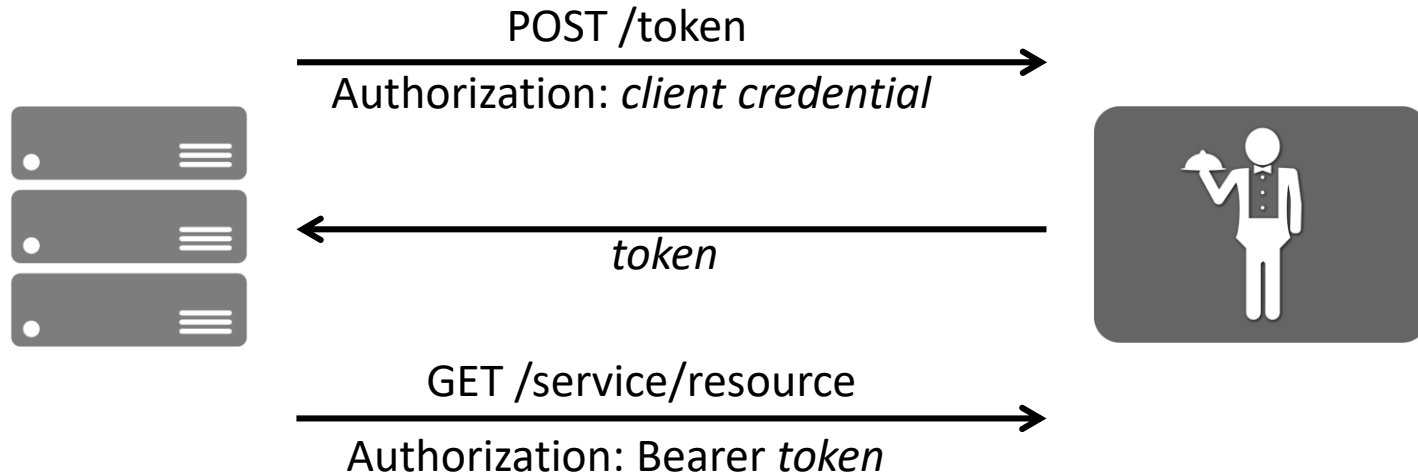 POST /token
Authorization: client credential
token
GET /service/resource
Authorization: Bearer token